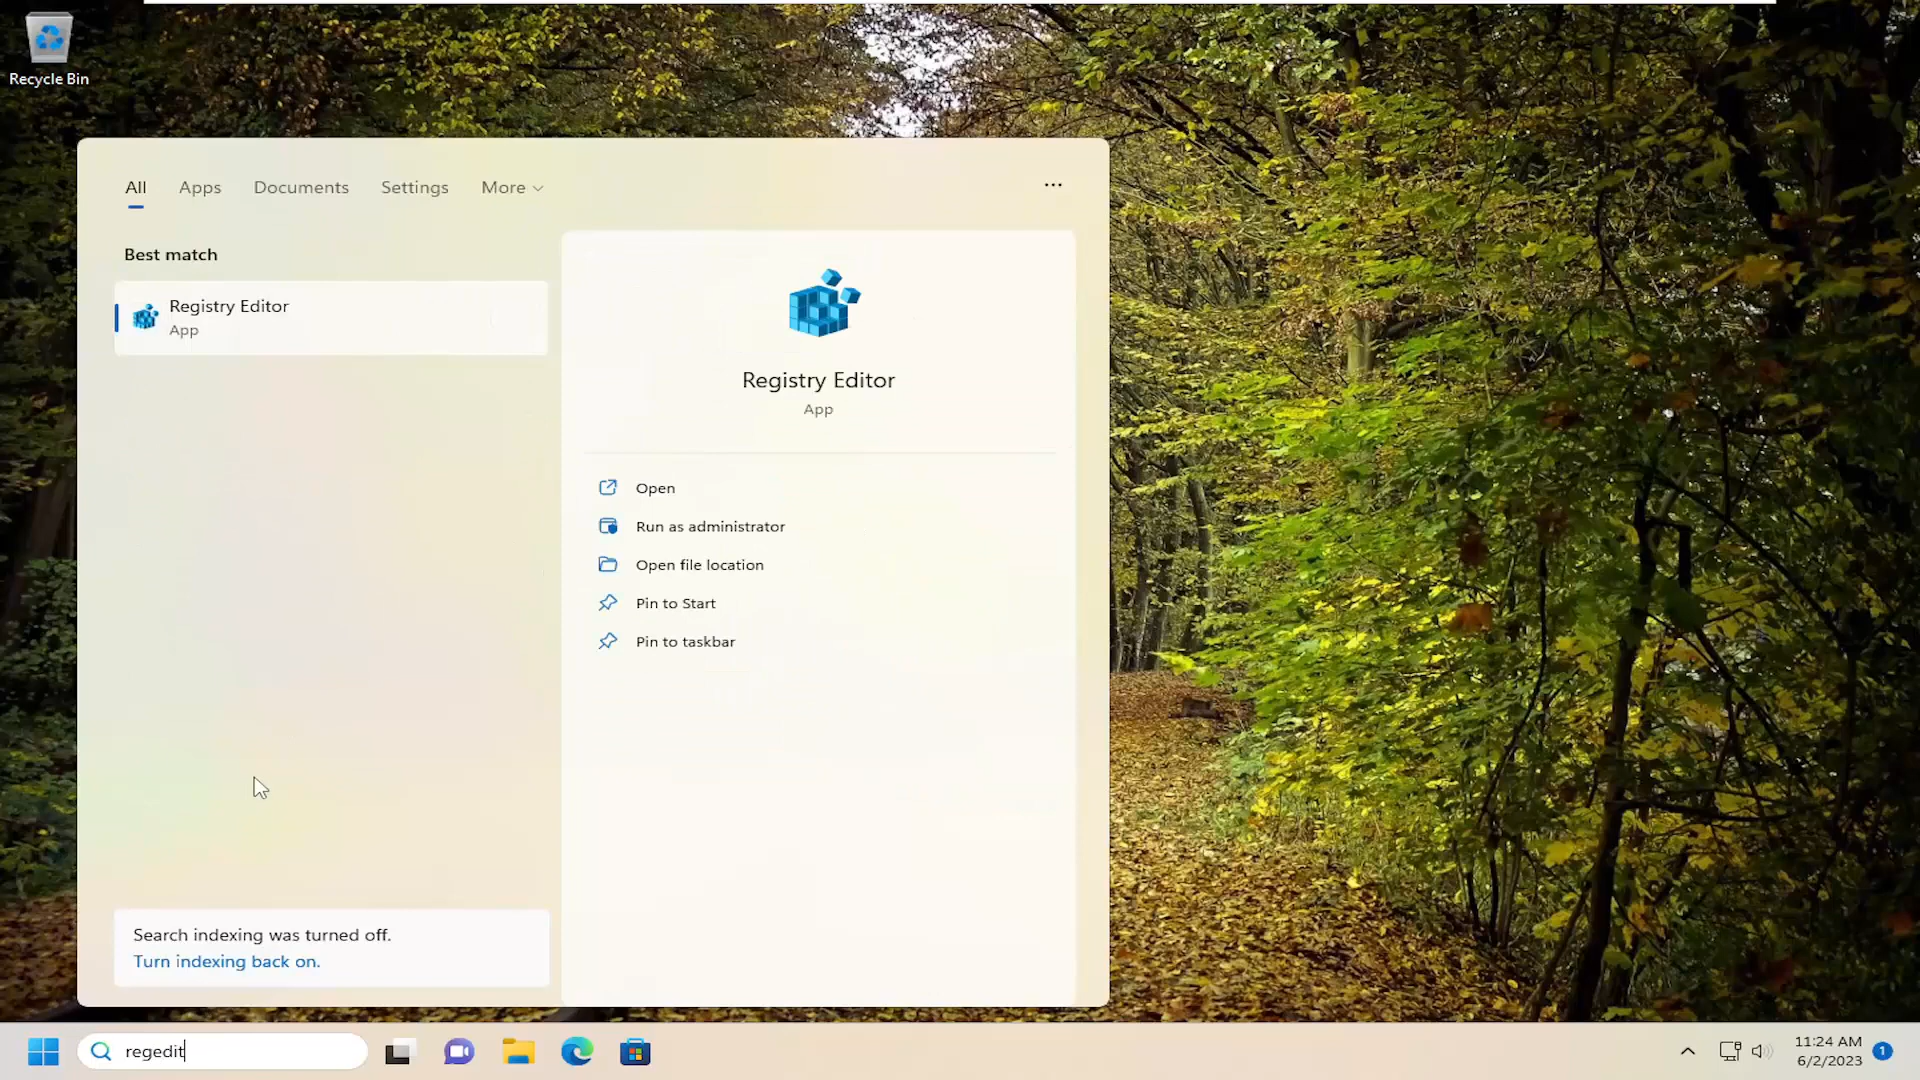 Recycle Bin
All Apps Documents Settings More
Best match
Registry Editor
App
Registry Editor
App
Open
Run as administrator
Open file location
Pin to Start
Pin to taskbar
Search indexing was turned off.
Turn indexing back on.
regedit
11:24 AM
6/2/2023
1